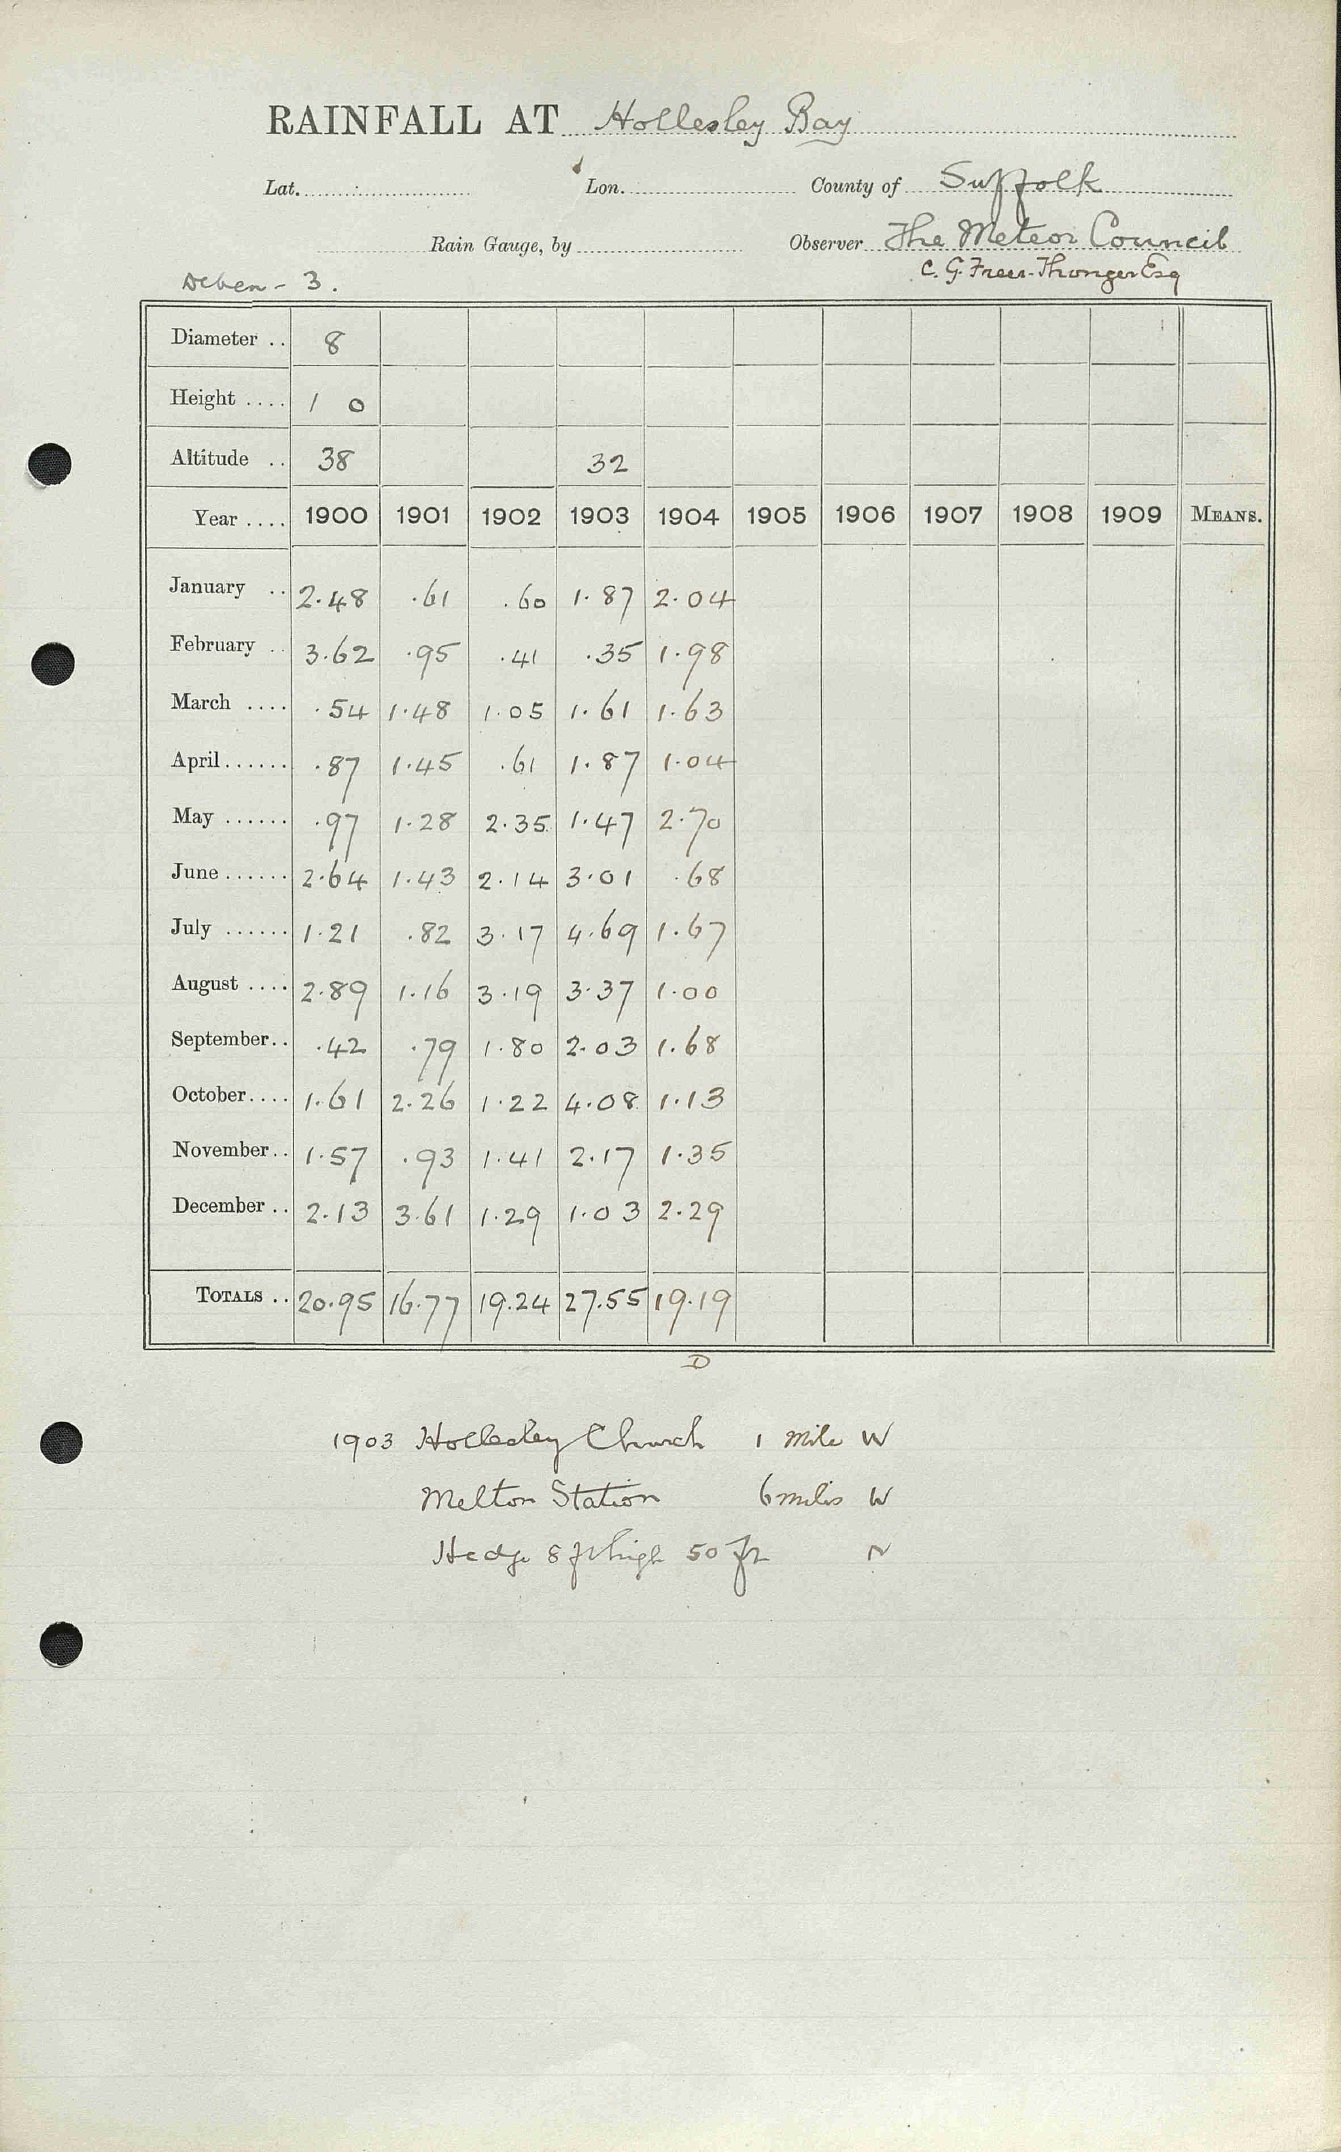 RAINFALL AT Hollesley Bay
Lat. Lon. County of Suffolk
Rain Gauge, by Observer The Meteor Council
Deben - 3. C. G. Freer-Thonger Esq
Diameter .. 8
Height .... 1 0
Altitude .. 38 32
Year .... 1900 1901 1902 1903 1904 1905 1906 1907 1908 1909 MEANS.
January .. 2.48 .61 .60 1.87 2.04
February .. 3.62 .95 .41 .35 1.98
March .... .54 1.48 1.05 1.61 1.63
April...... .87 1.45 .61 1.87 1.04
May ...... .97 1.28 2.35 1.47 2.70
June...... 2.64 1.43 2.14 3.01 .68
July ...... 1.21 .82 3.17 4.69 1.67
August .... 2.89 1.16 3.19 3.37 1.00
September.. .42 .79 1.80 2.03 1.68
October.... 1.61 2.26 1.22 4.08 1.13
November.. 1.57 .93 1.41 2.17 1.35
December .. 2.13 3.61 1.29 1.03 2.29
TOTALS .. 20.95 16.77 19.24 27.55 19.19
D
1903 Hollesley Church 1 mile W
Melton Station 6 miles W
Hedge 8 ft high 50 ft N